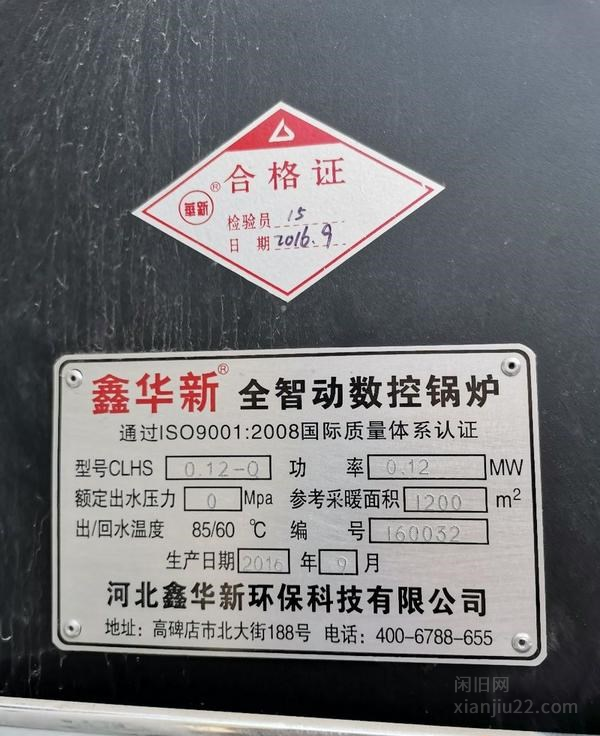 合格证
鑫华新®
检验员 15
日 期 2016.9
鑫华新® 全智动数控锅炉
通过ISO9001:2008国际质量体系认证
型号CLHS 0.12-Q 功 率 0.12 MW
额定出水压力 0 Mpa 参考采暖面积 1200 m²
出/回水温度 85/60 ℃ 编 号 160032
生产日期 2016 年 9 月
河北鑫华新环保科技有限公司
地址: 高碑店市北大街188号 电话: 400-6788-655
闲旧网
xianjiu22.com